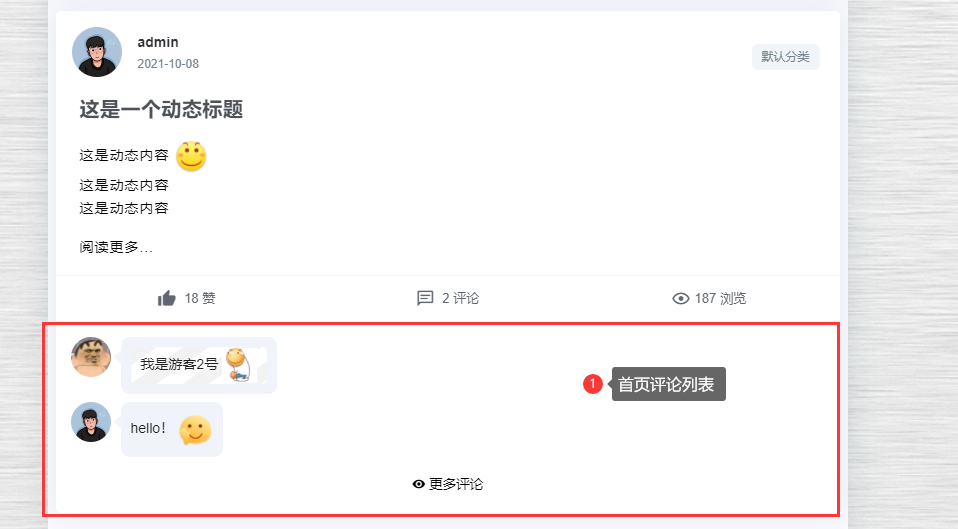 admin
2021-10-08
默认分类
这是一个动态标题
这是动态内容
这是动态内容
这是动态内容
阅读更多...
18 赞
2 评论
187 浏览
我是游客2号
1
首页评论列表
hello!
更多评论